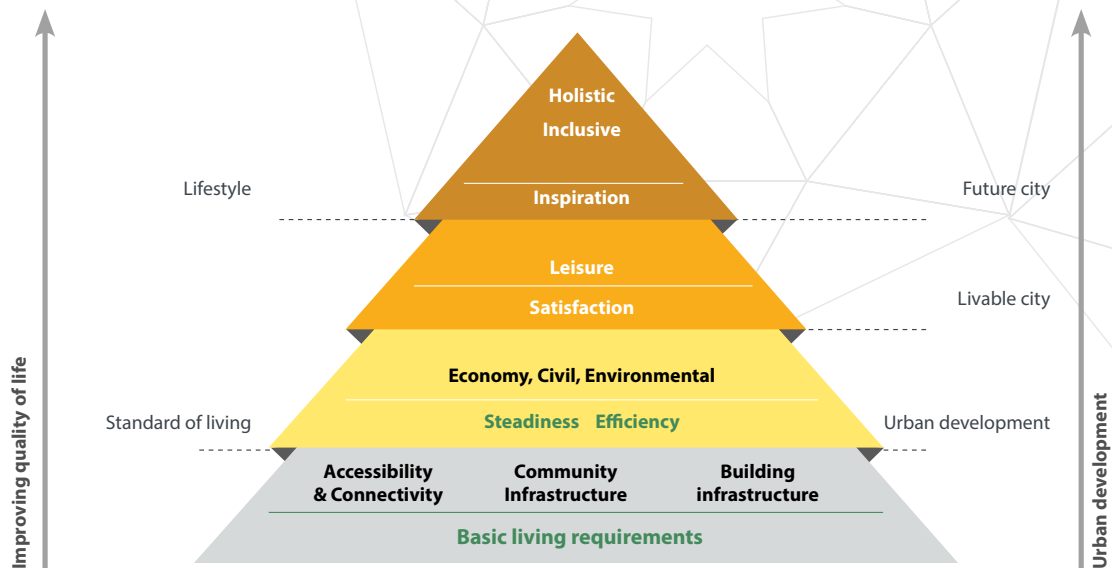 Holistic
Inclusive
Lifestyle
Inspiration
Future city
Leisure
Satisfaction
Livable city
Economy, Civil, Environmental
Standard of living
Steadiness Efficiency
Urban development
Accessibility
& Connectivity
Community
Infrastructure
Building
infrastructure
Basic living requirements
Improving quality of life
Urban development